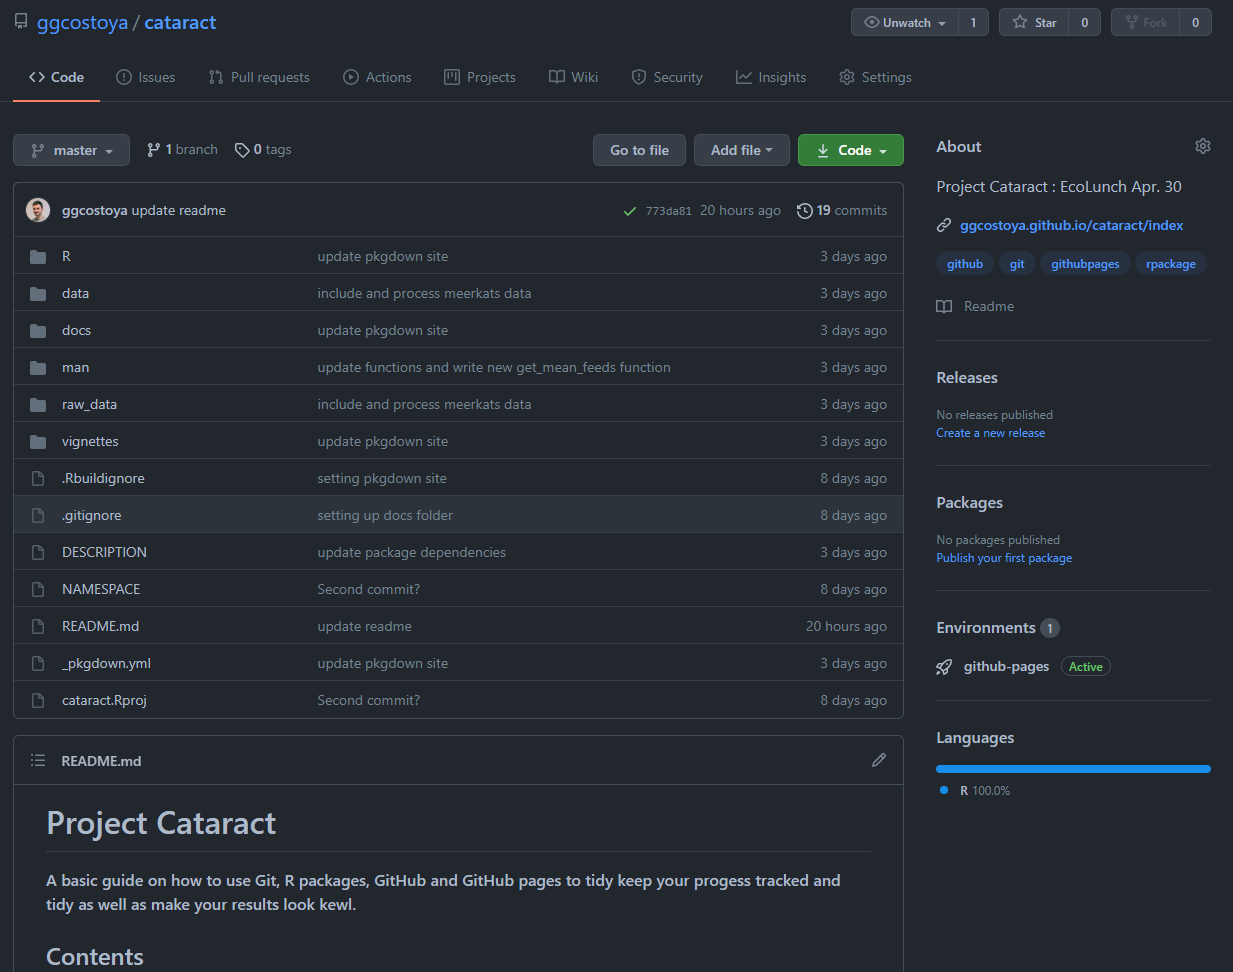 ggcostoya / cataract
Unwatch 1 Star 0 Fork 0
Code Issues Pull requests Actions Projects Wiki Security Insights Settings
master 1 branch 0 tags Go to file Add file Code
ggcostoya update readme 773da81 20 hours ago 19 commits
R update pkgdown site 3 days ago
data include and process meerkats data 3 days ago
docs update pkgdown site 3 days ago
man update functions and write new get_mean_feeds function 3 days ago
raw_data include and process meerkats data 3 days ago
vignettes update pkgdown site 3 days ago
.Rbuildignore setting pkgdown site 8 days ago
.gitignore setting up docs folder 8 days ago
DESCRIPTION update package dependencies 3 days ago
NAMESPACE Second commit? 8 days ago
README.md update readme 20 hours ago
_pkgdown.yml update pkgdown site 3 days ago
cataract.Rproj Second commit? 8 days ago
README.md
Project Cataract
A basic guide on how to use Git, R packages, GitHub and GitHub pages to tidy keep your progess tracked and
tidy as well as make your results look kewl.
Contents
About
Project Cataract : EcoLunch Apr. 30
ggcostoya.github.io/cataract/index
github git githubpages rpackage
Readme
Releases
No releases published
Create a new release
Packages
No packages published
Publish your first package
Environments 1
github-pages Active
Languages
R 100.0%